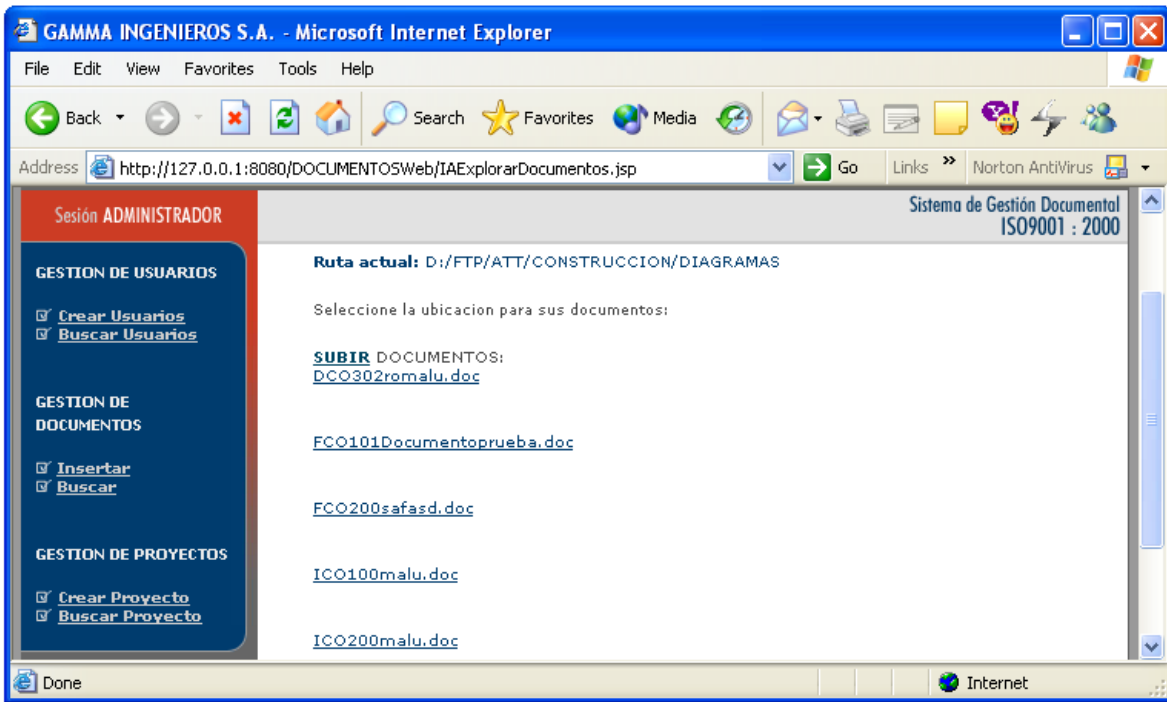 GAMMA INGENIEROS S.A. - Microsoft Internet Explorer
File Edit View Favorites Tools Help
Back Search Favorites Media
Address http://127.0.0.1:8080/DOCUMENTOSWeb/IAExplorarDocumentos.jsp Go Links » Norton AntiVirus
Sesión ADMINISTRADOR
Sistema de Gestión Documental
ISO9001 : 2000
GESTION DE USUARIOS
Crear Usuarios
Buscar Usuarios
GESTION DE
DOCUMENTOS
Insertar
Buscar
GESTION DE PROYECTOS
Crear Proyecto
Buscar Proyecto
Ruta actual: D:/FTP/ATT/CONSTRUCCION/DIAGRAMAS
Seleccione la ubicacion para sus documentos:
SUBIR DOCUMENTOS:
DCO302romalu.doc
FCO101Documentoprueba.doc
FCO200safasd.doc
ICO100malu.doc
ICO200malu.doc
Done Internet